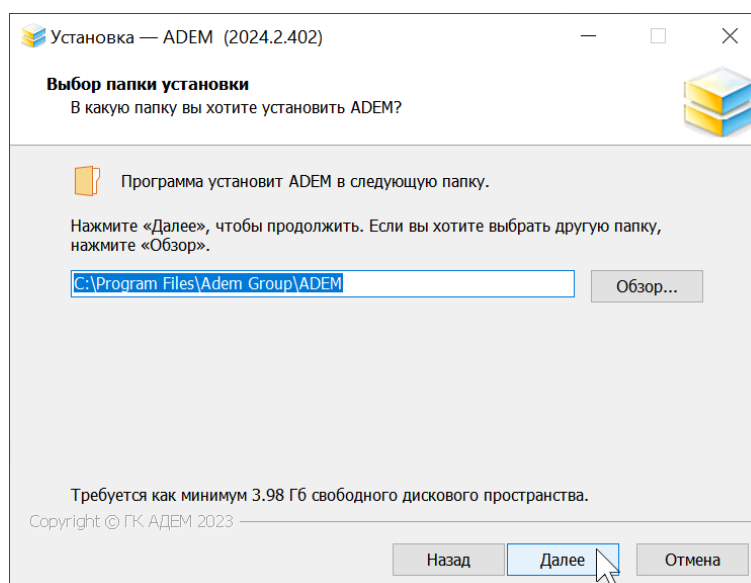 Установка — ADEM (2024.2.402)
Выбор папки установки
В какую папку вы хотите установить ADEM?
Программа установит ADEM в следующую папку.
Нажмите «Далее», чтобы продолжить. Если вы хотите выбрать другую папку,
нажмите «Обзор».
C:\Program Files\Adem Group\ADEM
Обзор...
Требуется как минимум 3.98 Гб свободного дискового пространства.
Copyright © ГК АДЕМ 2023
Назад
Далее
Отмена